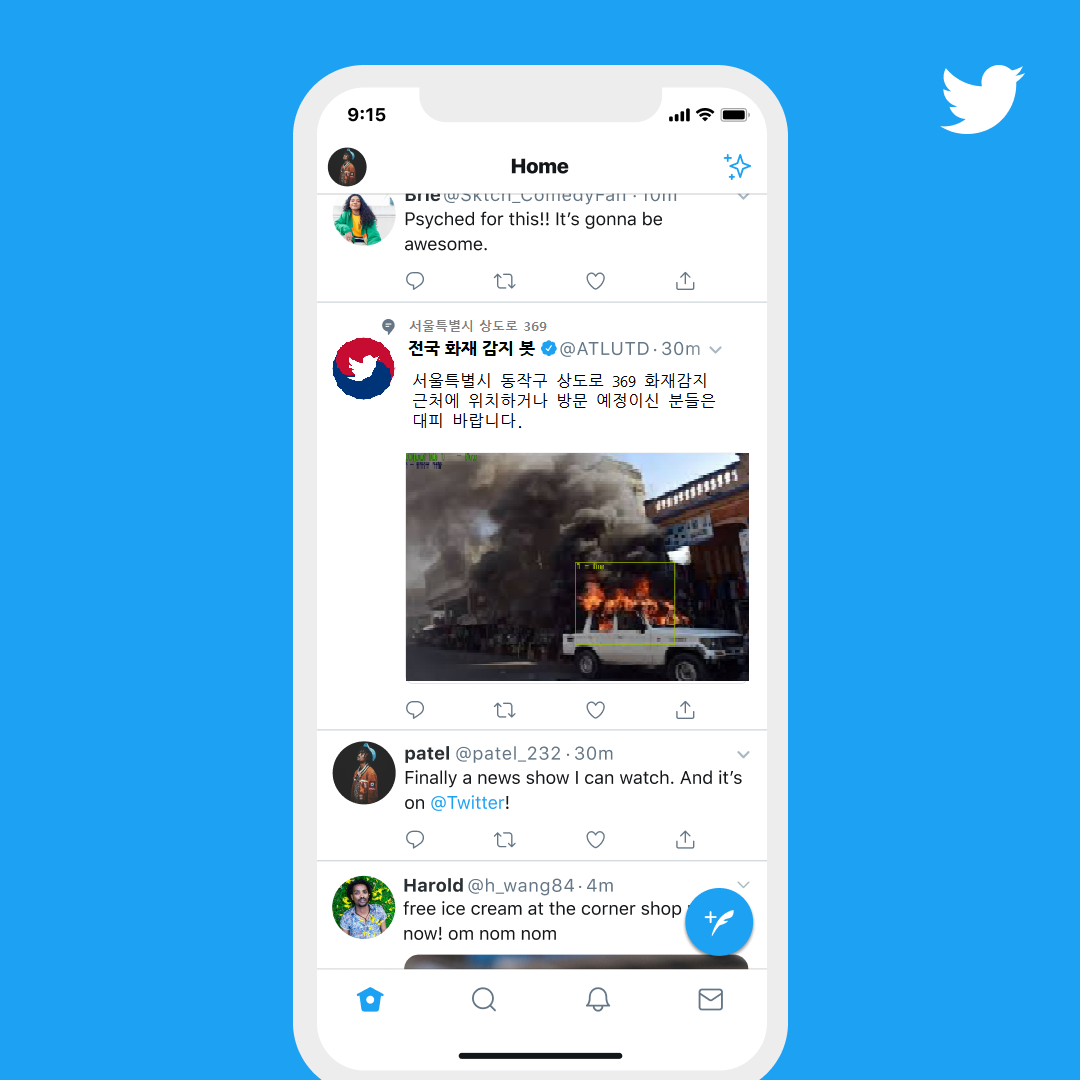 9:15
Home
Brie @Sktch_ComedyFan · 10m
Psyched for this!! It’s gonna be
awesome.
서울특별시 상도로 369
전국 화재 감지 봇 @ATLUTD · 30m
서울특별시 동작구 상도로 369 화재감지
근처에 위치하거나 방문 예정이신 분들은
대피 바랍니다.
patel @patel_232 · 30m
Finally a news show I can watch. And it’s
on @Twitter!
Harold @h_wang84 · 4m
free ice cream at the corner shop
now! om nom nom